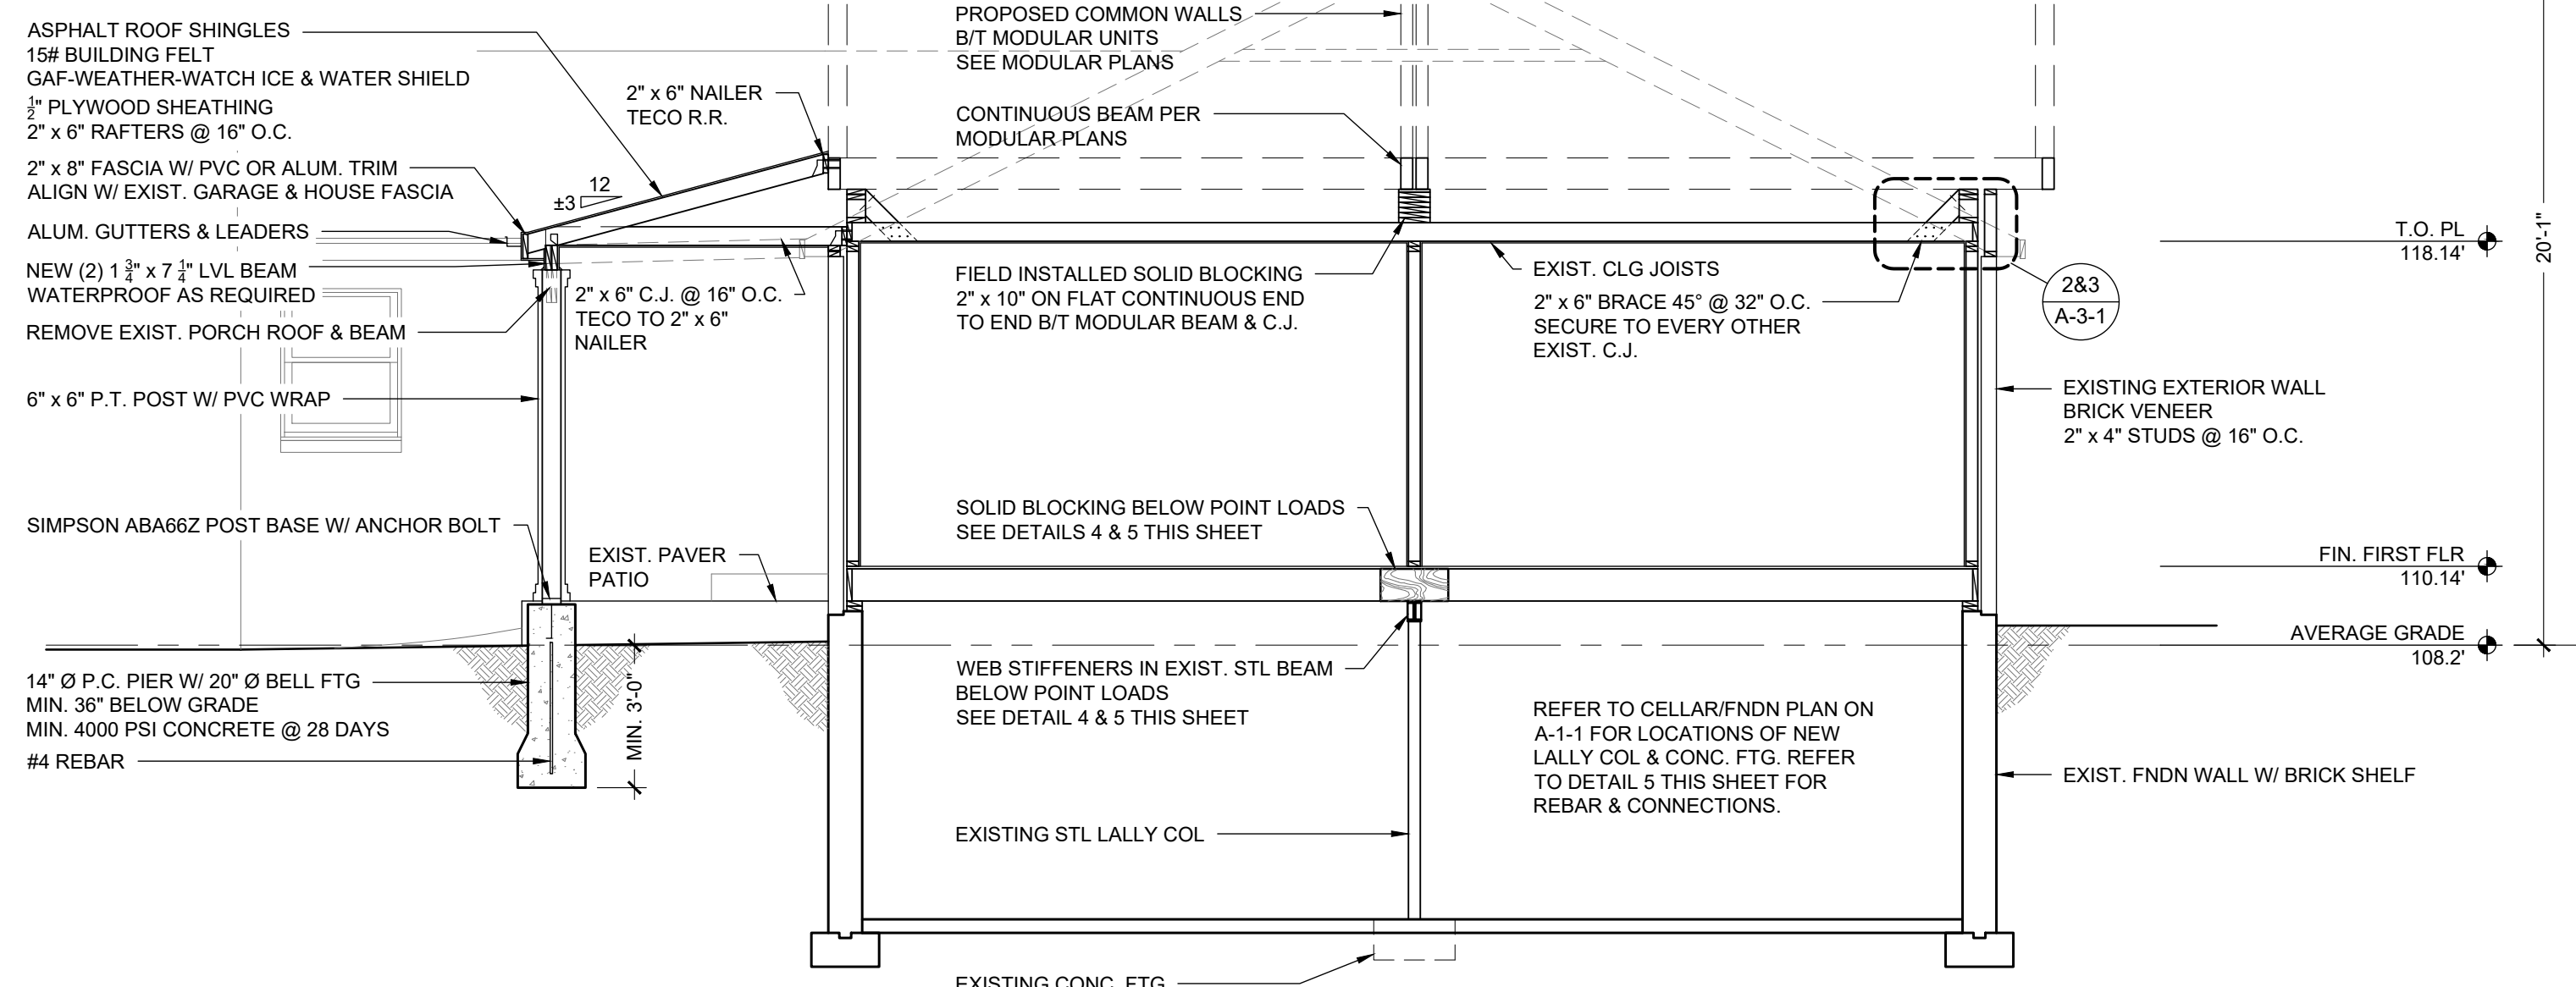 ASPHALT ROOF SHINGLES
15# BUILDING FELT
GAF-WEATHER-WATCH ICE & WATER SHIELD
½" PLYWOOD SHEATHING
2" x 6" RAFTERS @ 16" O.C.
2" x 8" FASCIA W/ PVC OR ALUM. TRIM
ALIGN W/ EXIST. GARAGE & HOUSE FASCIA
ALUM. GUTTERS & LEADERS
NEW (2) 1 ¾" x 7 ¼" LVL BEAM
WATERPROOF AS REQUIRED
REMOVE EXIST. PORCH ROOF & BEAM
6" x 6" P.T. POST W/ PVC WRAP
SIMPSON ABA66Z POST BASE W/ ANCHOR BOLT
14" Ø P.C. PIER W/ 20" Ø BELL FTG
MIN. 36" BELOW GRADE
MIN. 4000 PSI CONCRETE @ 28 DAYS
#4 REBAR
2" x 6" NAILER
TECO R.R.
12
±3
2" x 6" C.J. @ 16" O.C.
TECO TO 2" x 6"
NAILER
EXIST. PAVER
PATIO
MIN. 3'-0"
PROPOSED COMMON WALLS
B/T MODULAR UNITS
SEE MODULAR PLANS
CONTINUOUS BEAM PER
MODULAR PLANS
FIELD INSTALLED SOLID BLOCKING
2" x 10" ON FLAT CONTINUOUS END
TO END B/T MODULAR BEAM & C.J.
SOLID BLOCKING BELOW POINT LOADS
SEE DETAILS 4 & 5 THIS SHEET
WEB STIFFENERS IN EXIST. STL BEAM
BELOW POINT LOADS
SEE DETAIL 4 & 5 THIS SHEET
EXISTING STL LALLY COL
EXISTING CONC. FTG
EXIST. CLG JOISTS
2" x 6" BRACE 45° @ 32" O.C.
SECURE TO EVERY OTHER
EXIST. C.J.
REFER TO CELLAR/FNDN PLAN ON
A-1-1 FOR LOCATIONS OF NEW
LALLY COL & CONC. FTG. REFER
TO DETAIL 5 THIS SHEET FOR
REBAR & CONNECTIONS.
2&3
A-3-1
EXISTING EXTERIOR WALL
BRICK VENEER
2" x 4" STUDS @ 16" O.C.
EXIST. FNDN WALL W/ BRICK SHELF
T.O. PL
118.14'
FIN. FIRST FLR
110.14'
AVERAGE GRADE
108.2'
20'-1"